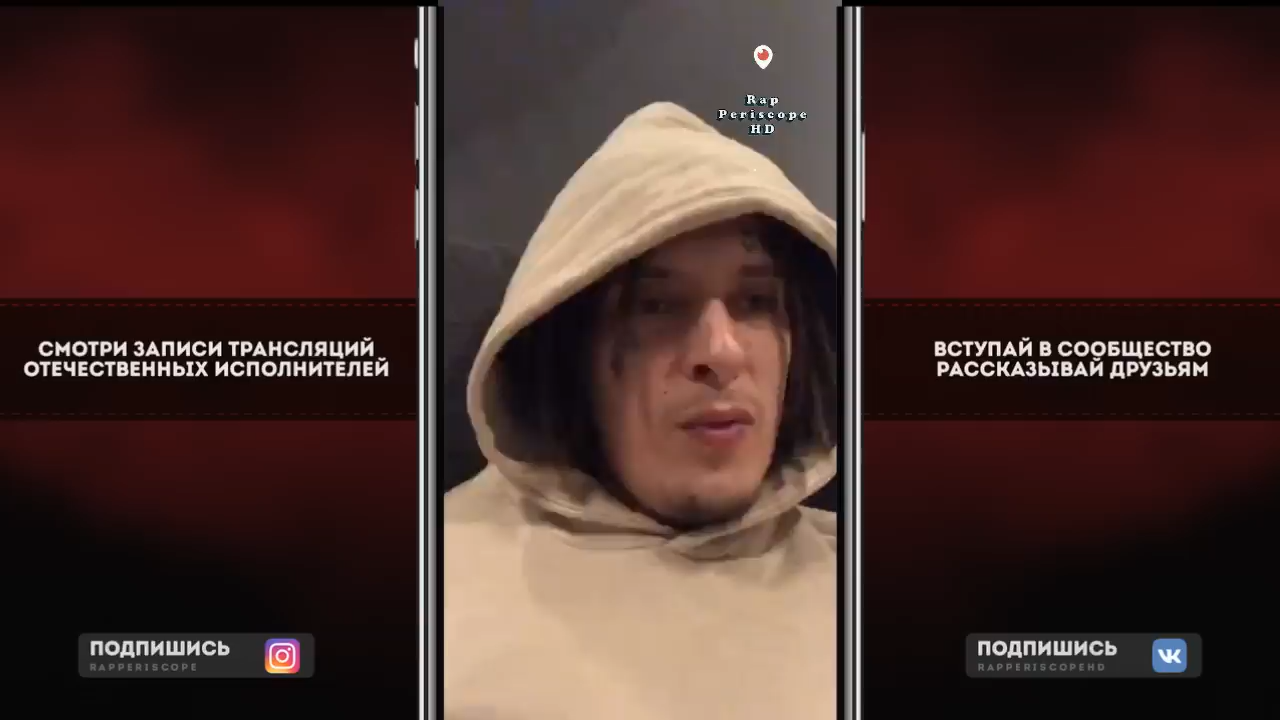 Rap
Periscope
HD
СМОТРИ ЗАПИСИ ТРАНСЛЯЦИЙ
ОТЕЧЕСТВЕННЫХ ИСПОЛНИТЕЛЕЙ
ВСТУПАЙ В СООБЩЕСТВО
РАССКАЗЫВАЙ ДРУЗЬЯМ
ПОДПИШИСЬ
RAPPERISCOPE
ПОДПИШИСЬ
RAPPERISCOPEHD